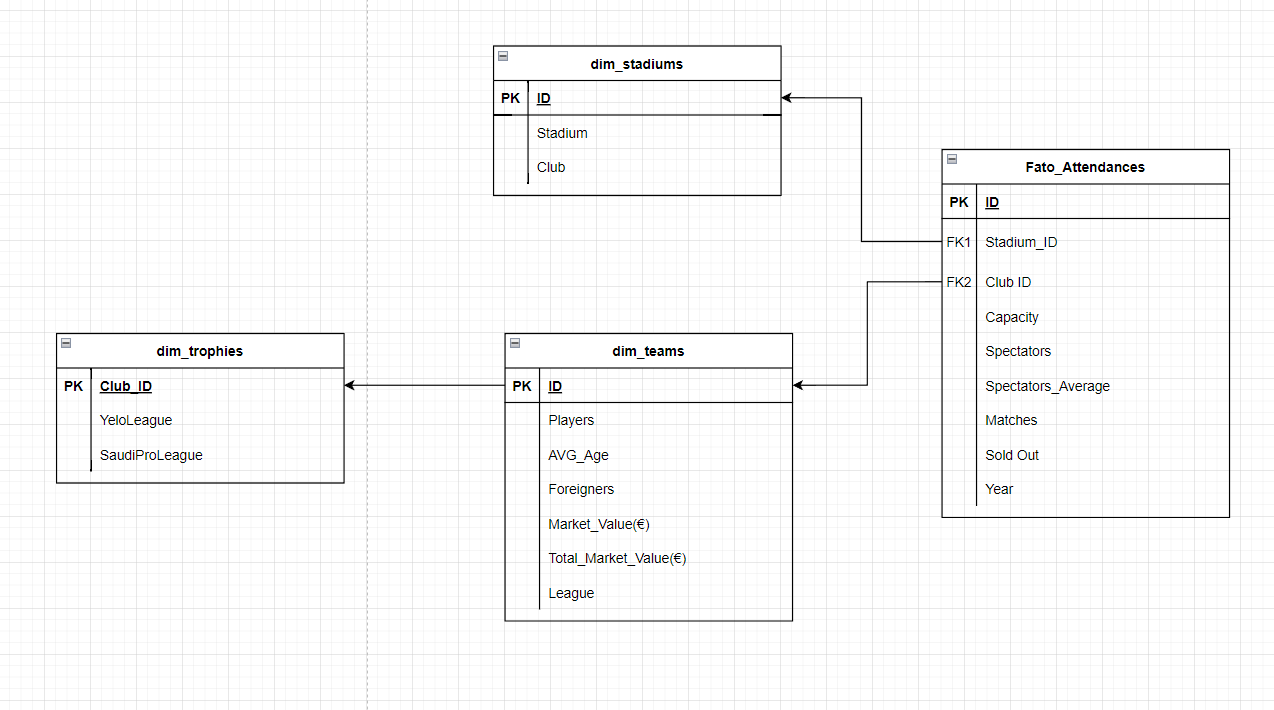 dim_stadiums
PK ID
Stadium
Club
Fato_Attendances
PK ID
FK1 Stadium_ID
FK2 Club ID
Capacity
Spectators
Spectators_Average
Matches
Sold Out
Year
dim_trophies
PK Club_ID
YeloLeague
SaudiProLeague
dim_teams
PK ID
Players
AVG_Age
Foreigners
Market_Value(€)
Total_Market_Value(€)
League